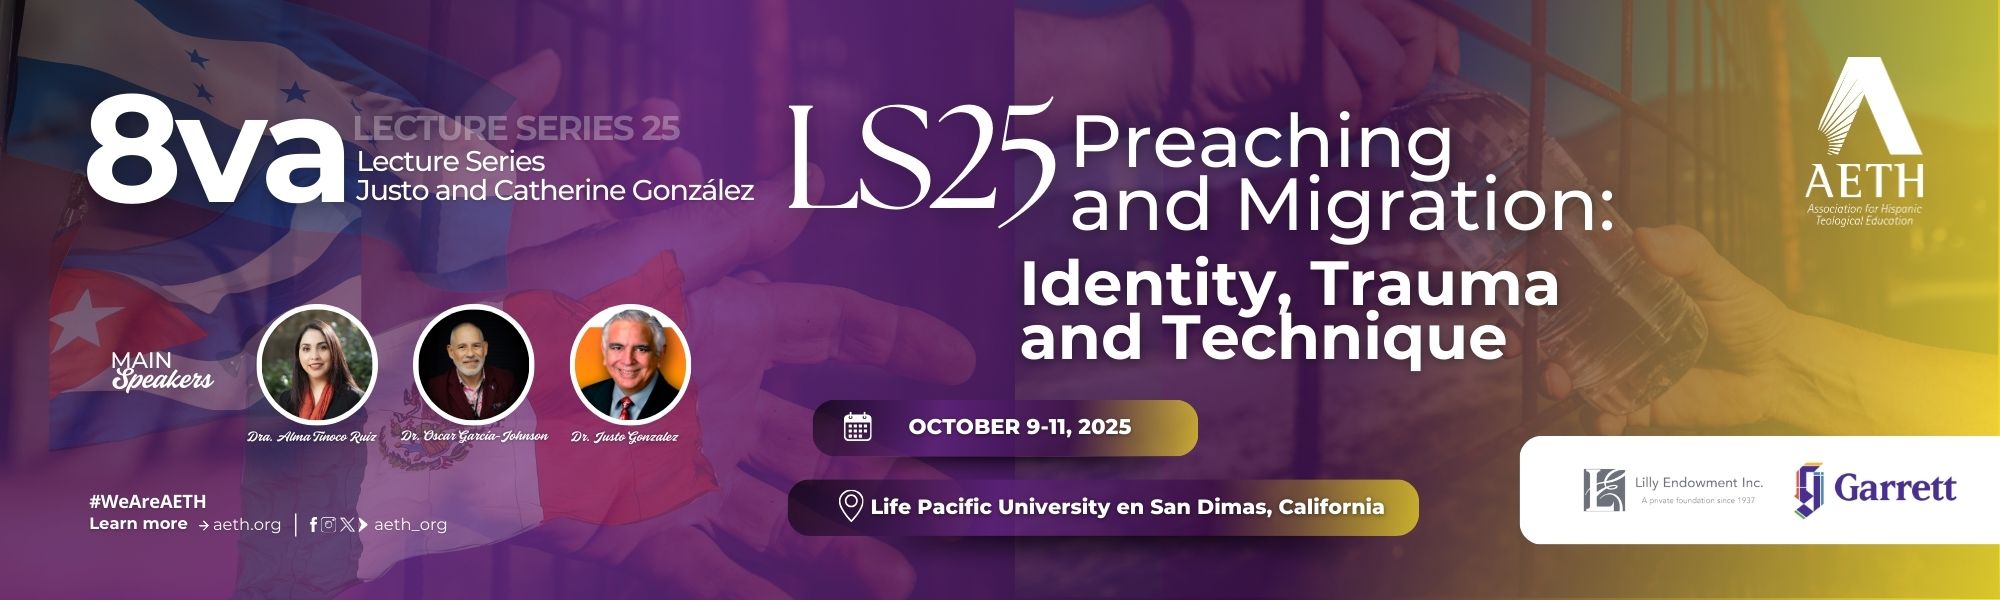 8va
LECTURE SERIES 25
Lecture Series
Justo and Catherine González
LS25
Preaching
and Migration:
Identity, Trauma
and Technique
AETH
Association for Hispanic
Teological Education
MAIN
Speakers
Dra. Alma Tinoco Ruiz
Dr. Oscar García-Johnson
Dr. Justo Gonzalez
OCTOBER 9-11, 2025
Life Pacific University en San Dimas, California
#WeAreAETH
Learn more → aeth.org | aeth_org
Lilly Endowment Inc.
A private foundation since 1937
Garrett